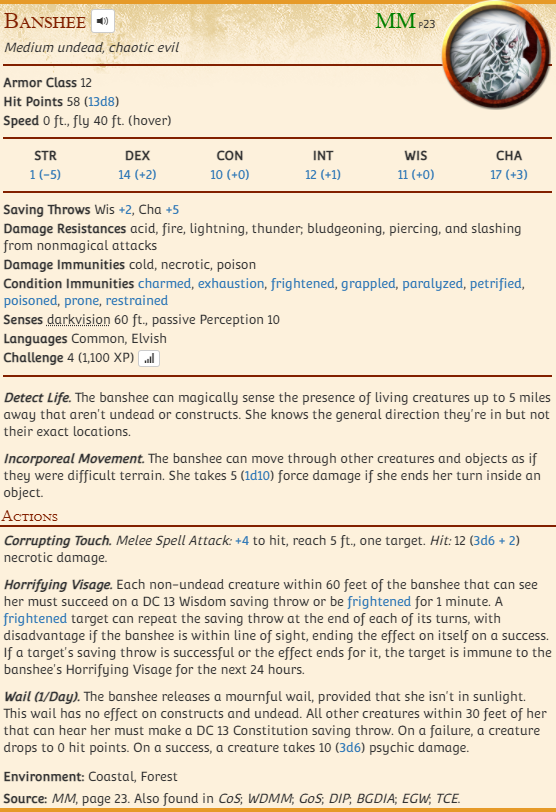 BANSHEE MM p23
Medium undead, chaotic evil
Armor Class 12
Hit Points 58 (13d8)
Speed 0 ft., fly 40 ft. (hover)
STR DEX CON INT WIS CHA
1 (–5) 14 (+2) 10 (+0) 12 (+1) 11 (+0) 17 (+3)
Saving Throws Wis +2, Cha +5
Damage Resistances acid, fire, lightning, thunder; bludgeoning, piercing, and slashing
from nonmagical attacks
Damage Immunities cold, necrotic, poison
Condition Immunities charmed, exhaustion, frightened, grappled, paralyzed, petrified,
poisoned, prone, restrained
Senses darkvision 60 ft., passive Perception 10
Languages Common, Elvish
Challenge 4 (1,100 XP)
Detect Life. The banshee can magically sense the presence of living creatures up to 5 miles
away that aren't undead or constructs. She knows the general direction they're in but not
their exact locations.
Incorporeal Movement. The banshee can move through other creatures and objects as if
they were difficult terrain. She takes 5 (1d10) force damage if she ends her turn inside an
object.
ACTIONS
Corrupting Touch. Melee Spell Attack: +4 to hit, reach 5 ft., one target. Hit: 12 (3d6 + 2)
necrotic damage.
Horrifying Visage. Each non-undead creature within 60 feet of the banshee that can see
her must succeed on a DC 13 Wisdom saving throw or be frightened for 1 minute. A
frightened target can repeat the saving throw at the end of each of its turns, with
disadvantage if the banshee is within line of sight, ending the effect on itself on a success.
If a target's saving throw is successful or the effect ends for it, the target is immune to the
banshee's Horrifying Visage for the next 24 hours.
Wail (1/Day). The banshee releases a mournful wail, provided that she isn't in sunlight.
This wail has no effect on constructs and undead. All other creatures within 30 feet of her
that can hear her must make a DC 13 Constitution saving throw. On a failure, a creature
drops to 0 hit points. On a success, a creature takes 10 (3d6) psychic damage.
Environment: Coastal, Forest
Source: MM, page 23. Also found in CoS; WDMM; GoS; DIP; BGDIA; EGW; TCE.